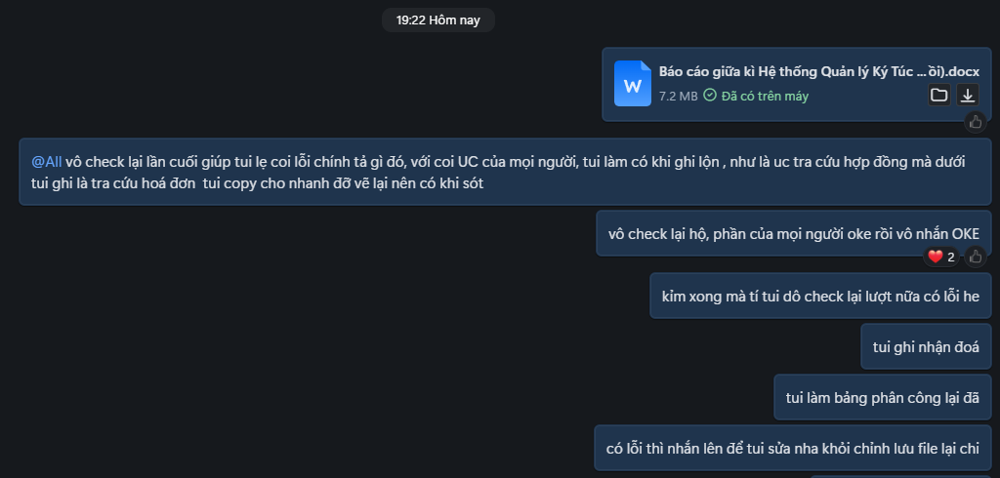 19:22 Hôm nay
Báo cáo giữa kì Hệ thống Quản lý Ký Túc ...ồi).docx
W
7.2 MB Đã có trên máy
@All vô check lại lần cuối giúp tui lẹ coi lỗi chính tả gì đó, với coi UC của mọi người, tui làm có khi ghi lộn , như là uc tra cứu hợp đồng mà dưới
tui ghi là tra cứu hoá đơn  tui copy cho nhanh đỡ vẽ lại nên có khi sót
vô check lại hộ, phần của mọi người oke rồi vô nhắn OKE
2
kỉm xong mà tí tui dô check lại lượt nữa có lỗi he
tui ghi nhận đoá
tui làm bảng phân công lại đã
có lỗi thì nhắn lên để tui sửa nha khỏi chỉnh lưu file lại chi